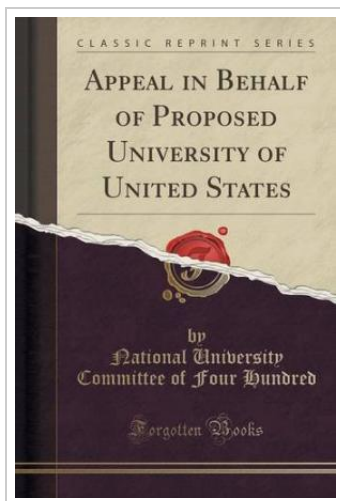 CLASSIC REPRINT SERIES
APPEAL IN BEHALF
OF PROPOSED
UNIVERSITY OF
UNITED STATES
by
National University
Committee of Four Hundred
Forgotten Books